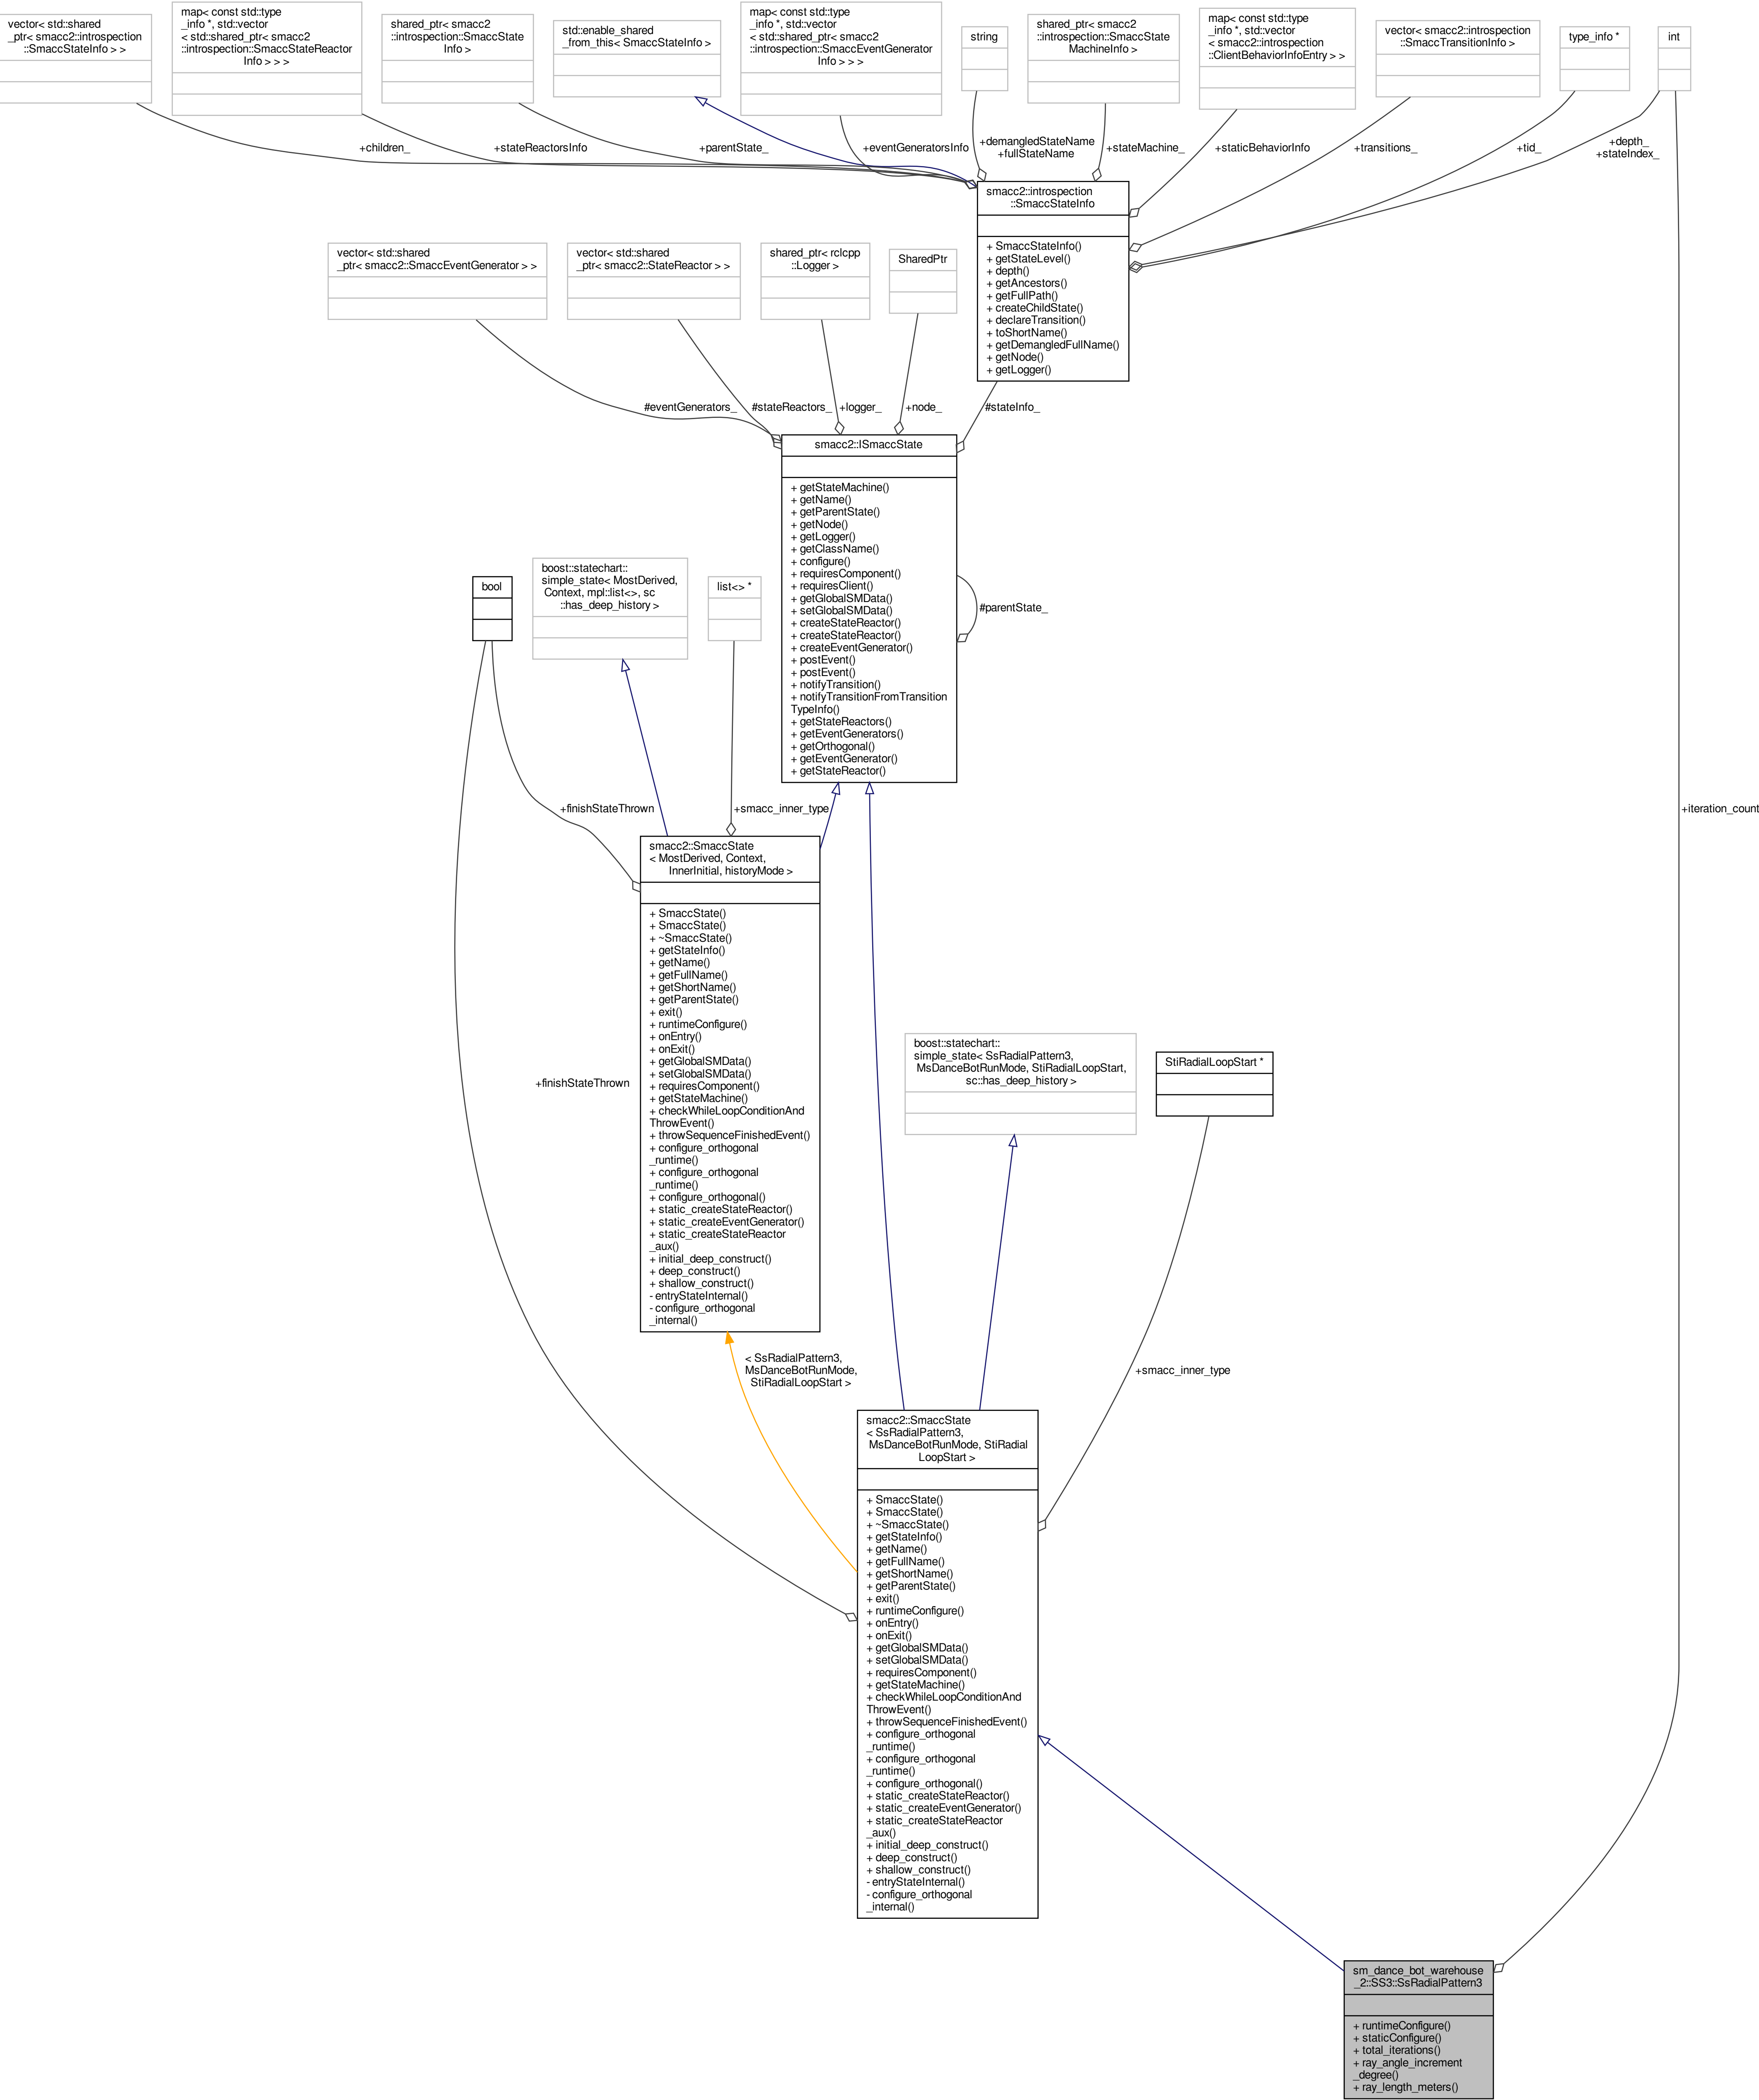 vector< std::shared
_ptr< smacc2::introspection
::SmaccStateInfo > >
map< const std::type
_info *, std::vector
< std::shared_ptr< smacc2
::introspection::SmaccStateReactor
Info > > >
shared_ptr< smacc2
::introspection::SmaccState
Info >
std::enable_shared
_from_this< SmaccStateInfo >
map< const std::type
_info *, std::vector
< std::shared_ptr< smacc2
::introspection::SmaccEventGenerator
Info > > >
string
shared_ptr< smacc2
::introspection::SmaccState
MachineInfo >
map< const std::type
_info *, std::vector
< smacc2::introspection
::ClientBehaviorInfoEntry > >
vector< smacc2::introspection
::SmaccTransitionInfo >
type_info *
int
+children_
+stateReactorsInfo
+parentState_
+eventGeneratorsInfo
+demangledStateName
+fullStateName
+stateMachine_
+staticBehaviorInfo
+transitions_
+tid_
+depth_
+stateIndex_
smacc2::introspection
::SmaccStateInfo
+ SmaccStateInfo()
+ getStateLevel()
+ depth()
+ getAncestors()
+ getFullPath()
+ createChildState()
+ declareTransition()
+ toShortName()
+ getDemangledFullName()
+ getNode()
+ getLogger()
vector< std::shared
_ptr< smacc2::SmaccEventGenerator > >
vector< std::shared
_ptr< smacc2::StateReactor > >
shared_ptr< rclcpp
::Logger >
SharedPtr
#eventGenerators_
#stateReactors_
+logger_
+node_
#stateInfo_
smacc2::ISmaccState
+ getStateMachine()
+ getName()
+ getParentState()
+ getNode()
+ getLogger()
+ getClassName()
+ configure()
+ requiresComponent()
+ requiresClient()
+ getGlobalSMData()
+ setGlobalSMData()
+ createStateReactor()
+ createStateReactor()
+ createEventGenerator()
+ postEvent()
+ postEvent()
+ notifyTransition()
+ notifyTransitionFromTransition
TypeInfo()
+ getStateReactors()
+ getEventGenerators()
+ getOrthogonal()
+ getEventGenerator()
+ getStateReactor()
#parentState_
bool
boost::statechart::
simple_state< MostDerived,
Context, mpl::list<>, sc
::has_deep_history >
list<> *
+finishStateThrown
+smacc_inner_type
+iteration_count
smacc2::SmaccState
< MostDerived, Context,
InnerInitial, historyMode >
+ SmaccState()
+ SmaccState()
+ ~SmaccState()
+ getStateInfo()
+ getName()
+ getFullName()
+ getShortName()
+ getParentState()
+ exit()
+ runtimeConfigure()
+ onEntry()
+ onExit()
+ getGlobalSMData()
+ setGlobalSMData()
+ requiresComponent()
+ getStateMachine()
+ checkWhileLoopConditionAnd
ThrowEvent()
+ throwSequenceFinishedEvent()
+ configure_orthogonal
_runtime()
+ configure_orthogonal
_runtime()
+ configure_orthogonal()
+ static_createStateReactor()
+ static_createEventGenerator()
+ static_createStateReactor
_aux()
+ initial_deep_construct()
+ deep_construct()
+ shallow_construct()
- entryStateInternal()
- configure_orthogonal
_internal()
+finishStateThrown
boost::statechart::
simple_state< SsRadialPattern3,
MsDanceBotRunMode, StiRadialLoopStart,
sc::has_deep_history >
StiRadialLoopStart *
< SsRadialPattern3,
MsDanceBotRunMode,
StiRadialLoopStart >
+smacc_inner_type
smacc2::SmaccState
< SsRadialPattern3,
MsDanceBotRunMode, StiRadial
LoopStart >
+ SmaccState()
+ SmaccState()
+ ~SmaccState()
+ getStateInfo()
+ getName()
+ getFullName()
+ getShortName()
+ getParentState()
+ exit()
+ runtimeConfigure()
+ onEntry()
+ onExit()
+ getGlobalSMData()
+ setGlobalSMData()
+ requiresComponent()
+ getStateMachine()
+ checkWhileLoopConditionAnd
ThrowEvent()
+ throwSequenceFinishedEvent()
+ configure_orthogonal
_runtime()
+ configure_orthogonal
_runtime()
+ configure_orthogonal()
+ static_createStateReactor()
+ static_createEventGenerator()
+ static_createStateReactor
_aux()
+ initial_deep_construct()
+ deep_construct()
+ shallow_construct()
- entryStateInternal()
- configure_orthogonal
_internal()
sm_dance_bot_warehouse
_2::SS3::SsRadialPattern3
+ runtimeConfigure()
+ staticConfigure()
+ total_iterations()
+ ray_angle_increment
_degree()
+ ray_length_meters()